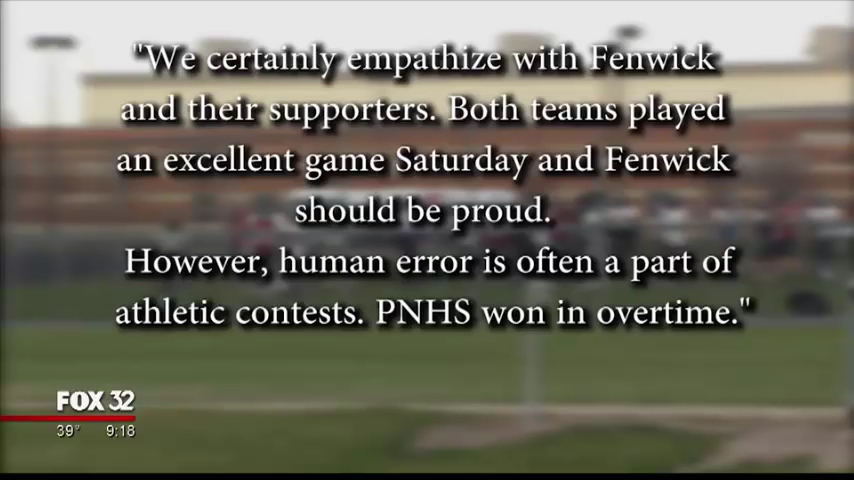 "We certainly empathize with Fenwick
and their supporters. Both teams played
an excellent game Saturday and Fenwick
should be proud.
However, human error is often a part of
athletic contests. PNHS won in overtime."
FOX 32
39° 9:18